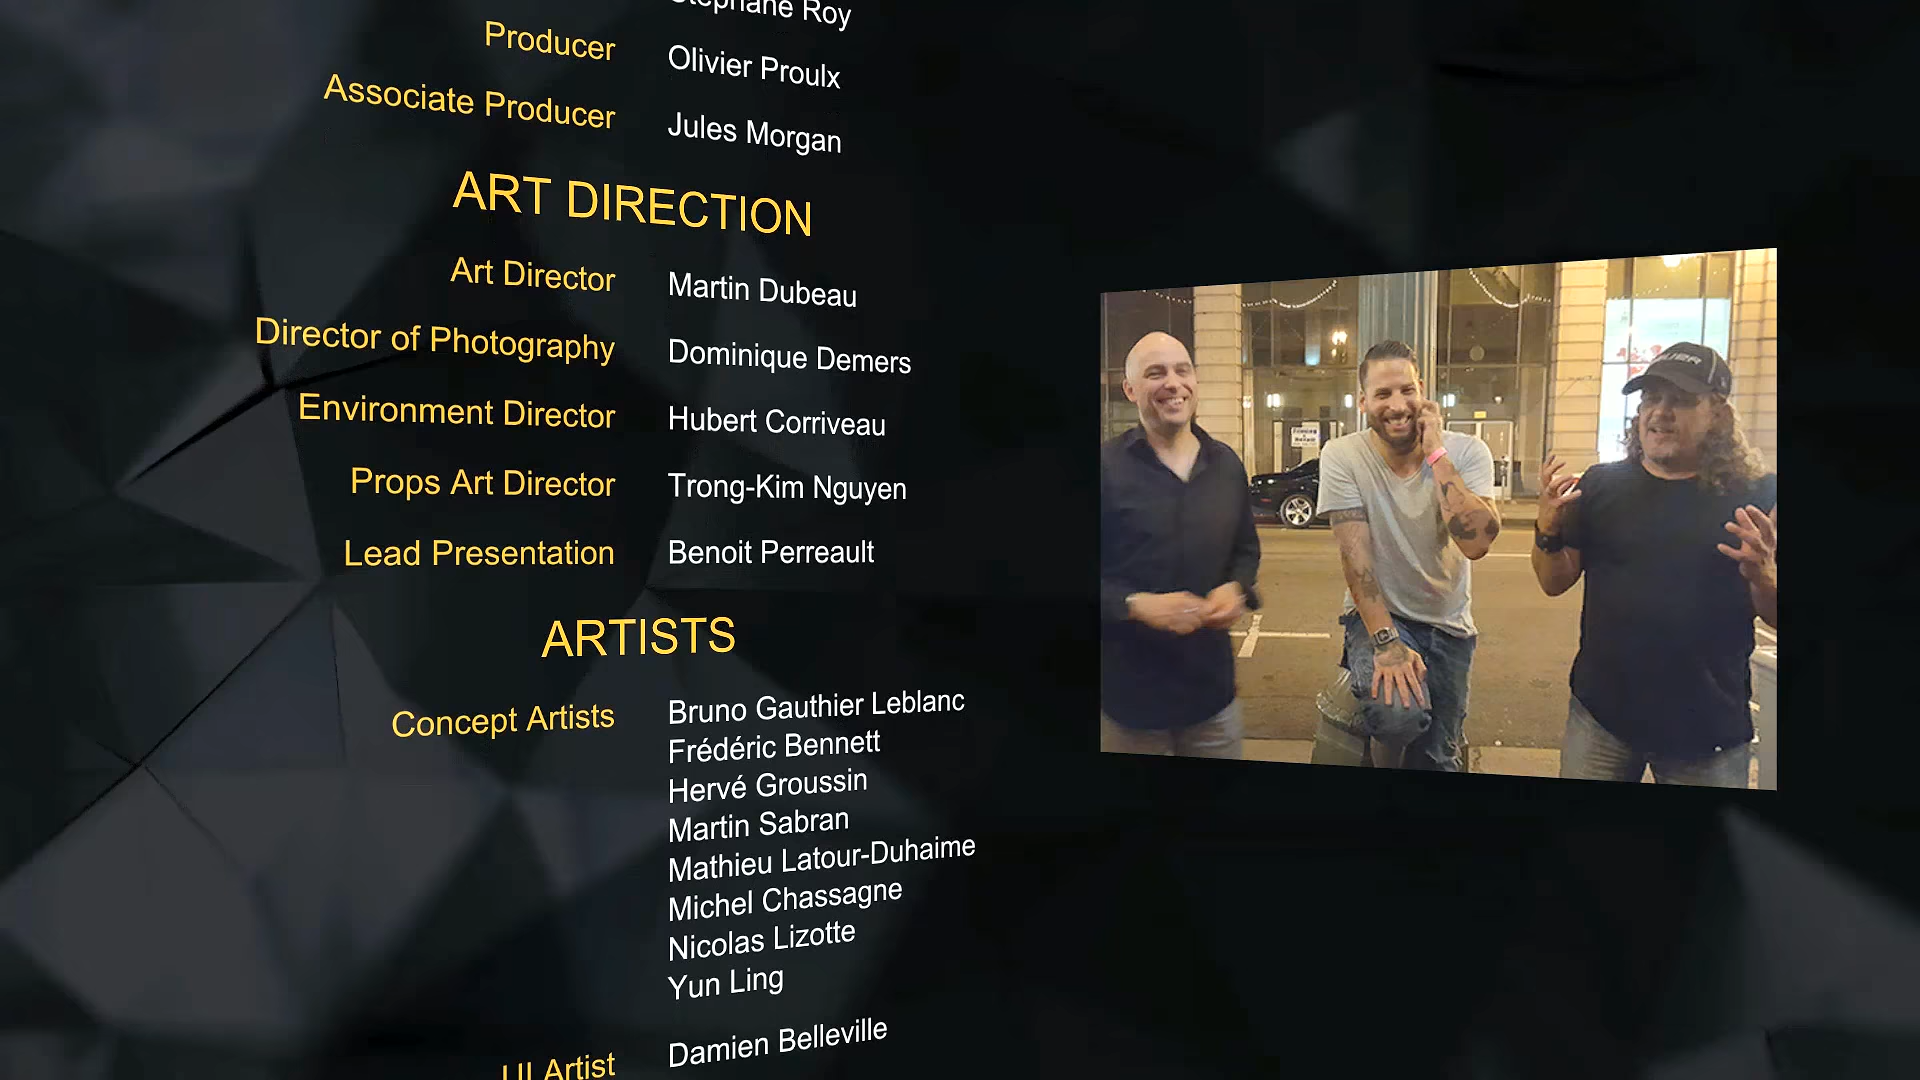 Stéphane Roy
Producer Olivier Proulx
Associate Producer Jules Morgan
ART DIRECTION
Art Director Martin Dubeau
Director of Photography Dominique Demers
Environment Director Hubert Corriveau
Props Art Director Trong-Kim Nguyen
Lead Presentation Benoit Perreault
ARTISTS
Concept Artists Bruno Gauthier Leblanc
Frédéric Bennett
Hervé Groussin
Martin Sabran
Mathieu Latour-Duhaime
Michel Chassagne
Nicolas Lizotte
Yun Ling
UI Artist Damien Belleville